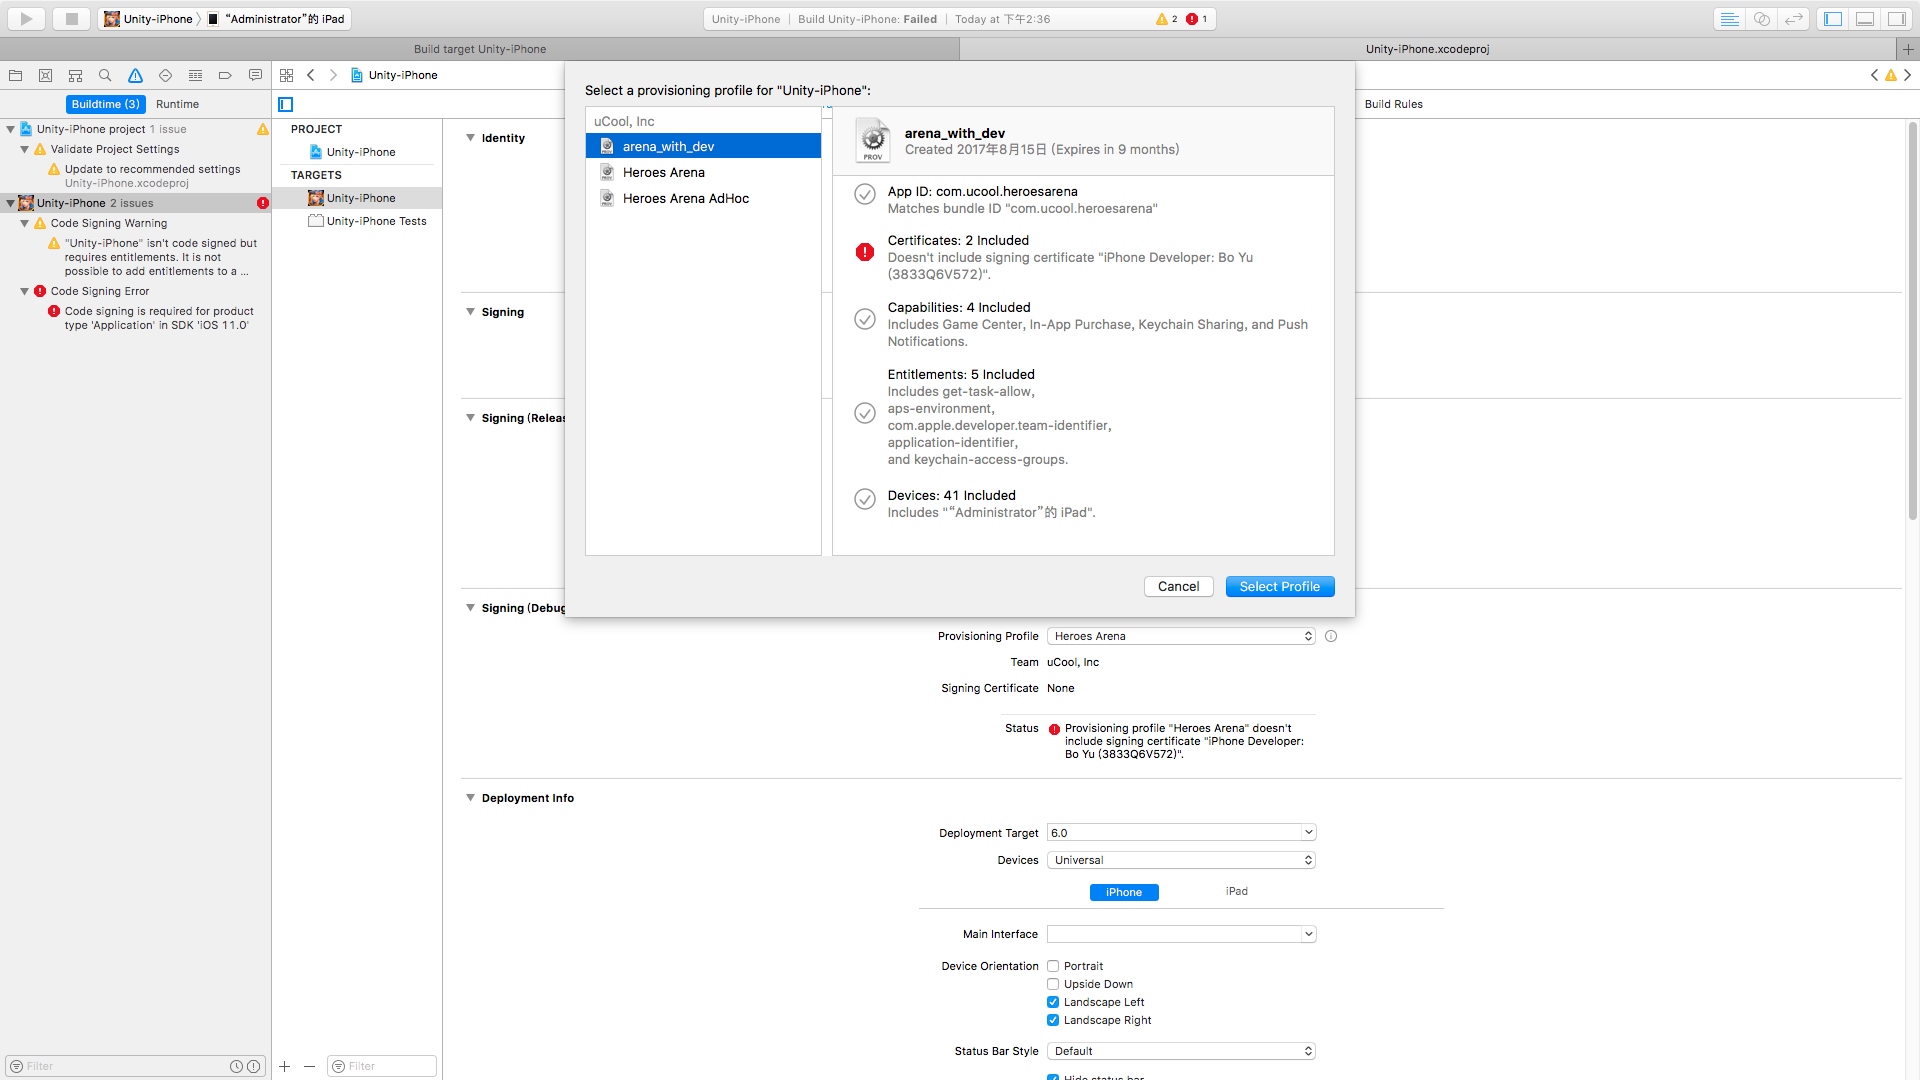 Unity-iPhone
“Administrator”的 iPad
Unity-iPhone | Build Unity-iPhone: Failed | Today at 下午2:36
2
1
Build target Unity-iPhone
Unity-iPhone.xcodeproj
Unity-iPhone
Buildtime (3)
Runtime
Build Rules
Unity-iPhone project 1 issue
Validate Project Settings
Update to recommended settings
Unity-iPhone.xcodeproj
Unity-iPhone 2 issues
Code Signing Warning
"Unity-iPhone" isn't code signed but
requires entitlements. It is not
possible to add entitlements to a ...
Code Signing Error
Code signing is required for product
type 'Application' in SDK 'iOS 11.0'
Filter
PROJECT
Unity-iPhone
TARGETS
Unity-iPhone
Unity-iPhone Tests
Filter
Identity
Signing
Signing (Relea
Signing (Debug
Select a provisioning profile for "Unity-iPhone":
uCool, Inc
arena_with_dev
Heroes Arena
Heroes Arena AdHoc
PROV
arena_with_dev
Created 2017年8月15日 (Expires in 9 months)
App ID: com.ucool.heroesarena
Matches bundle ID "com.ucool.heroesarena"
Certificates: 2 Included
Doesn't include signing certificate "iPhone Developer: Bo Yu
(3833Q6V572)".
Capabilities: 4 Included
Includes Game Center, In-App Purchase, Keychain Sharing, and Push
Notifications.
Entitlements: 5 Included
Includes get-task-allow,
aps-environment,
com.apple.developer.team-identifier,
application-identifier,
and keychain-access-groups.
Devices: 41 Included
Includes "“Administrator”的 iPad".
Cancel
Select Profile
Provisioning Profile Heroes Arena
Team uCool, Inc
Signing Certificate None
Status Provisioning profile "Heroes Arena" doesn't
include signing certificate "iPhone Developer:
Bo Yu (3833Q6V572)".
Deployment Info
Deployment Target 6.0
Devices Universal
iPhone
iPad
Main Interface
Device Orientation Portrait
Upside Down
Landscape Left
Landscape Right
Status Bar Style Default
Hide status bar